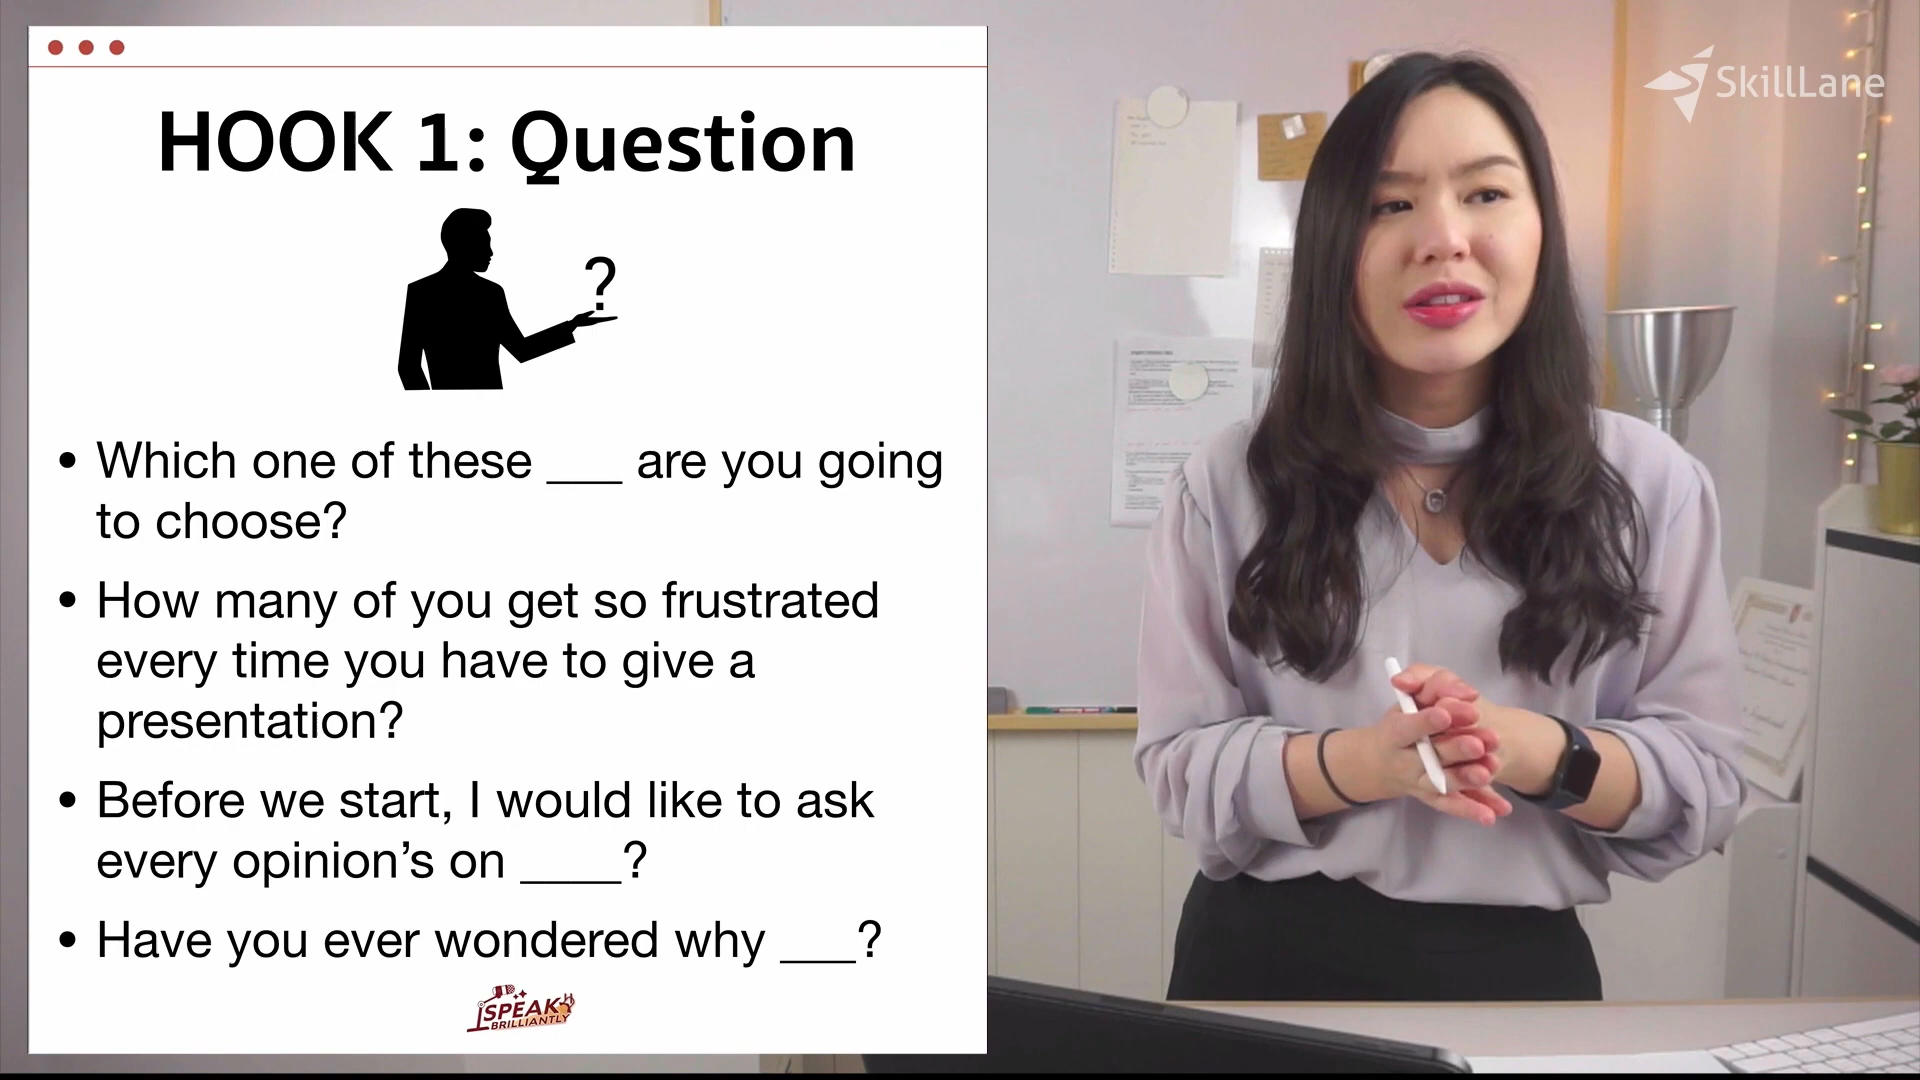 SkillLane
HOOK 1: Question
?
• Which one of these ___ are you going
to choose?
• How many of you get so frustrated
every time you have to give a
presentation?
• Before we start, I would like to ask
every opinion’s on ____?
• Have you ever wondered why ___?
SPEAK
BRILLIANTLY